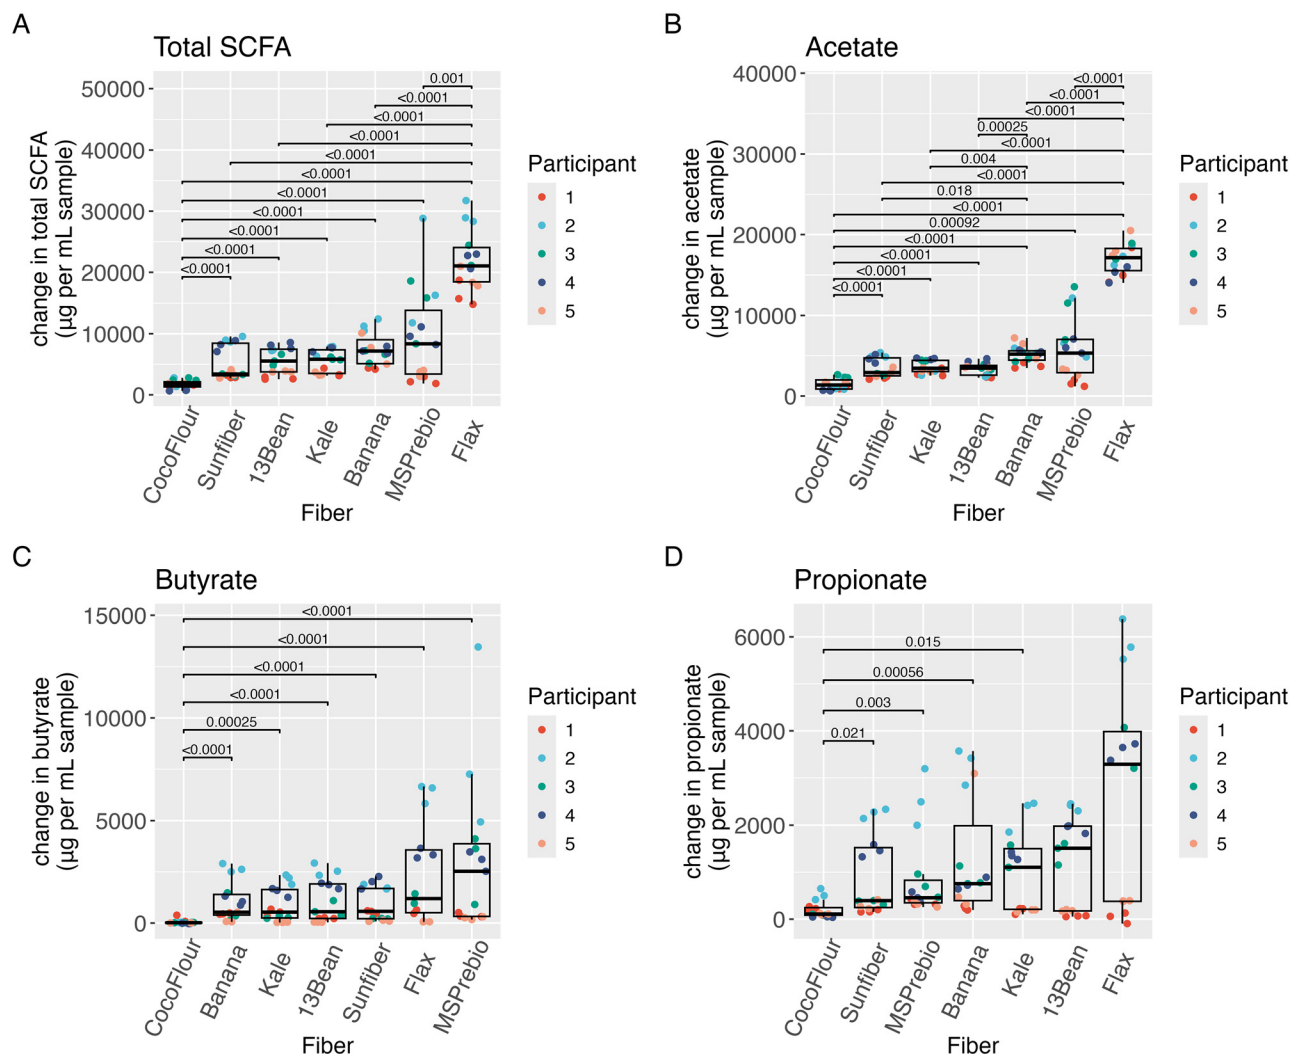 A
Total SCFA
change in total SCFA
(µg per mL sample)
50000
40000
30000
20000
10000
0
0.001
<0.0001
<0.0001
<0.0001
<0.0001
<0.0001
<0.0001
<0.0001
<0.0001
<0.0001
<0.0001
CocoFlour
Sunfiber
13Bean
Kale
Banana
MSPrebio
Flax
Fiber
Participant
1
2
3
4
5
B
Acetate
change in acetate
(µg per mL sample)
40000
30000
20000
10000
0
<0.0001
<0.0001
<0.0001
0.00025
<0.0001
0.004
<0.0001
0.018
<0.0001
0.00092
<0.0001
<0.0001
<0.0001
<0.0001
CocoFlour
Sunfiber
Kale
13Bean
Banana
MSPrebio
Flax
Fiber
Participant
1
2
3
4
5
C
Butyrate
change in butyrate
(µg per mL sample)
15000
10000
5000
0
<0.0001
<0.0001
<0.0001
<0.0001
0.00025
<0.0001
CocoFlour
Banana
Kale
13Bean
Sunfiber
Flax
MSPrebio
Fiber
Participant
1
2
3
4
5
D
Propionate
change in propionate
(µg per mL sample)
6000
4000
2000
0
0.015
0.00056
0.003
0.021
CocoFlour
Sunfiber
MSPrebio
Banana
Kale
13Bean
Flax
Fiber
Participant
1
2
3
4
5